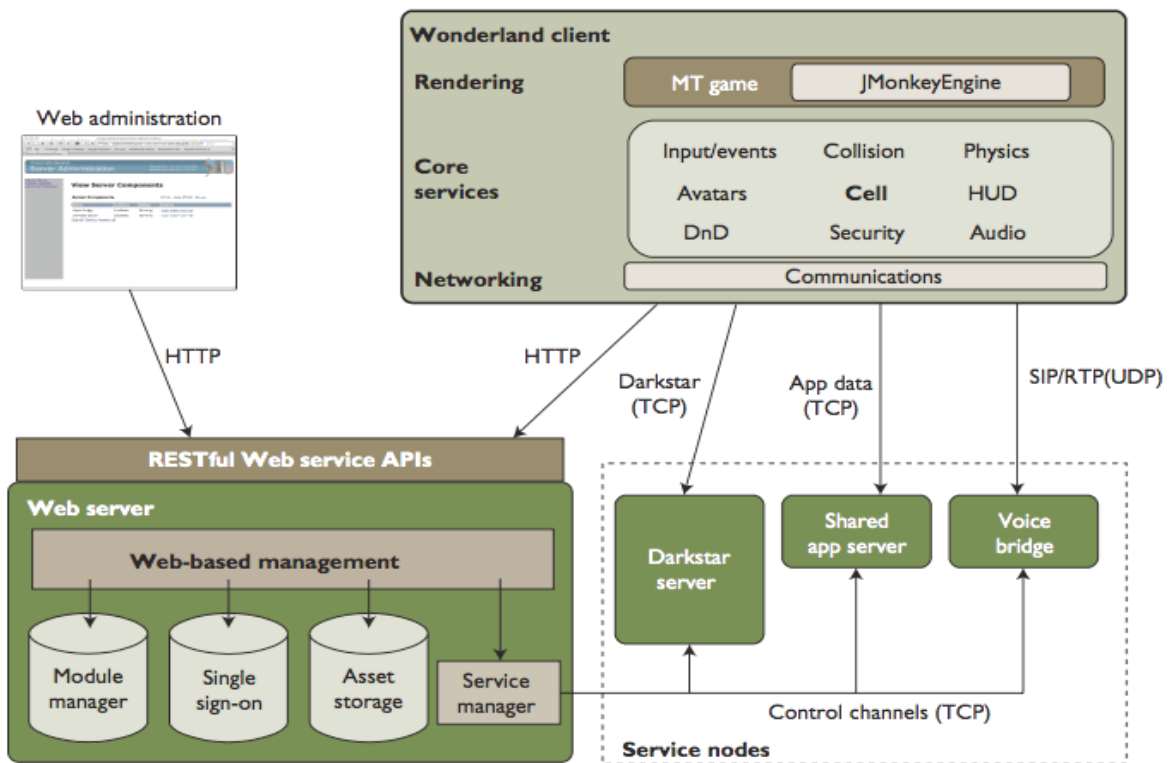 Wonderland client
Rendering
MT game
JMonkeyEngine
Core
services
Input/events
Collision
Physics
Avatars
Cell
HUD
DnD
Security
Audio
Networking
Communications
Web administration
Server Administration
View Server Components
HTTP
HTTP
Darkstar
(TCP)
App data
(TCP)
SIP/RTP(UDP)
RESTful Web service APIs
Web server
Web-based management
Module
manager
Single
sign-on
Asset
storage
Service
manager
Darkstar
server
Shared
app server
Voice
bridge
Control channels (TCP)
Service nodes